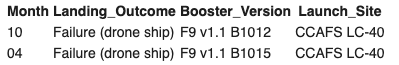 Month Landing_Outcome Booster_Version Launch_Site
10 Failure (drone ship) F9 v1.1 B1012 CCAFS LC-40
04 Failure (drone ship) F9 v1.1 B1015 CCAFS LC-40